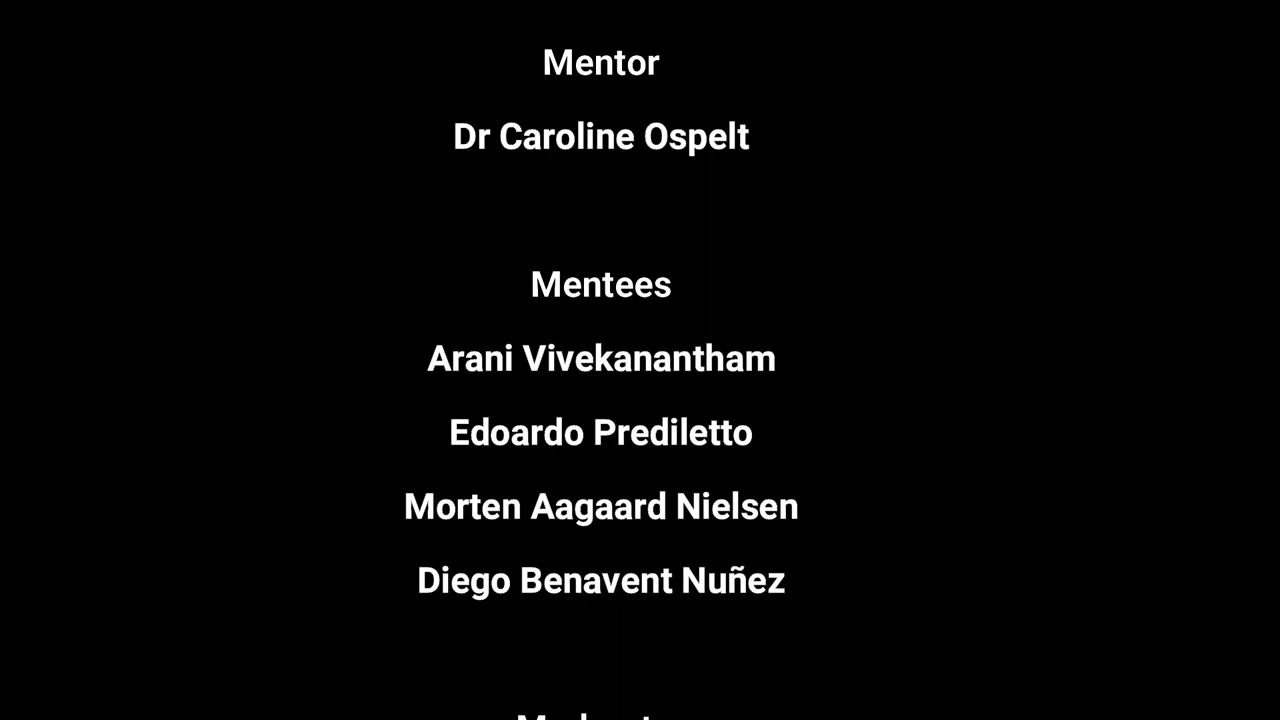 Mentor
Dr Caroline Ospelt
Mentees
Arani Vivekanantham
Edoardo Prediletto
Morten Aagaard Nielsen
Diego Benavent Nuñez